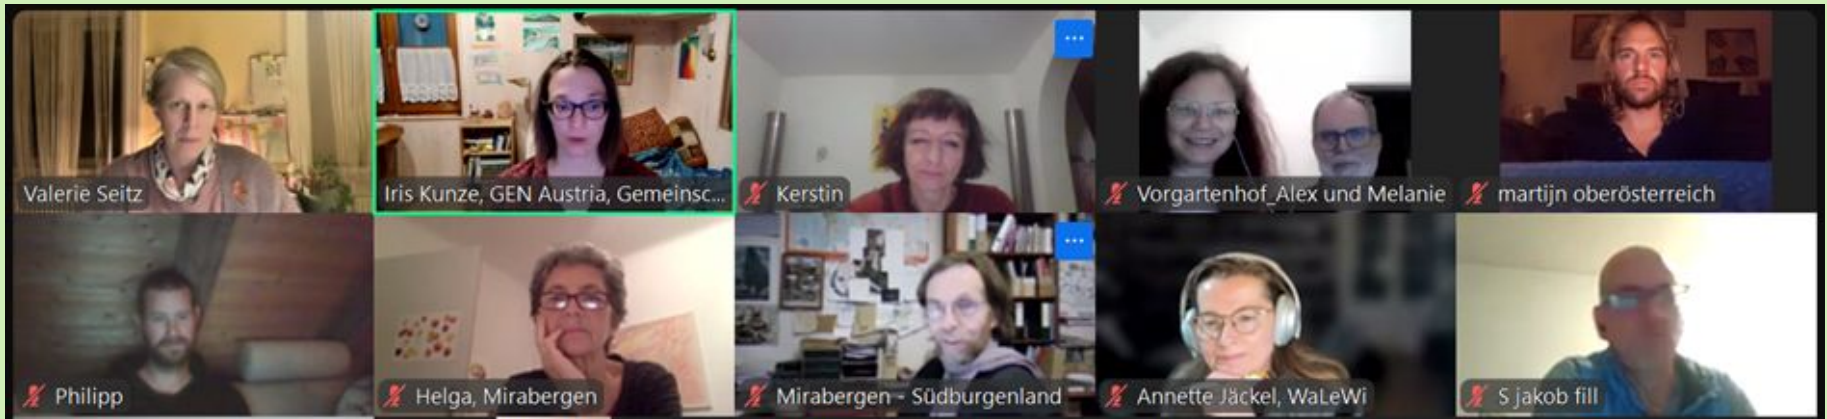 Valerie Seitz
Iris Kunze, GEN Austria, Gemeinsc...
Kerstin
Vorgartenhof_Alex und Melanie
martijn oberösterreich
Philipp
Helga, Mirabergen
Mirabergen - Südburgenland
Annette Jäckel, WaLeWi
S jakob fill